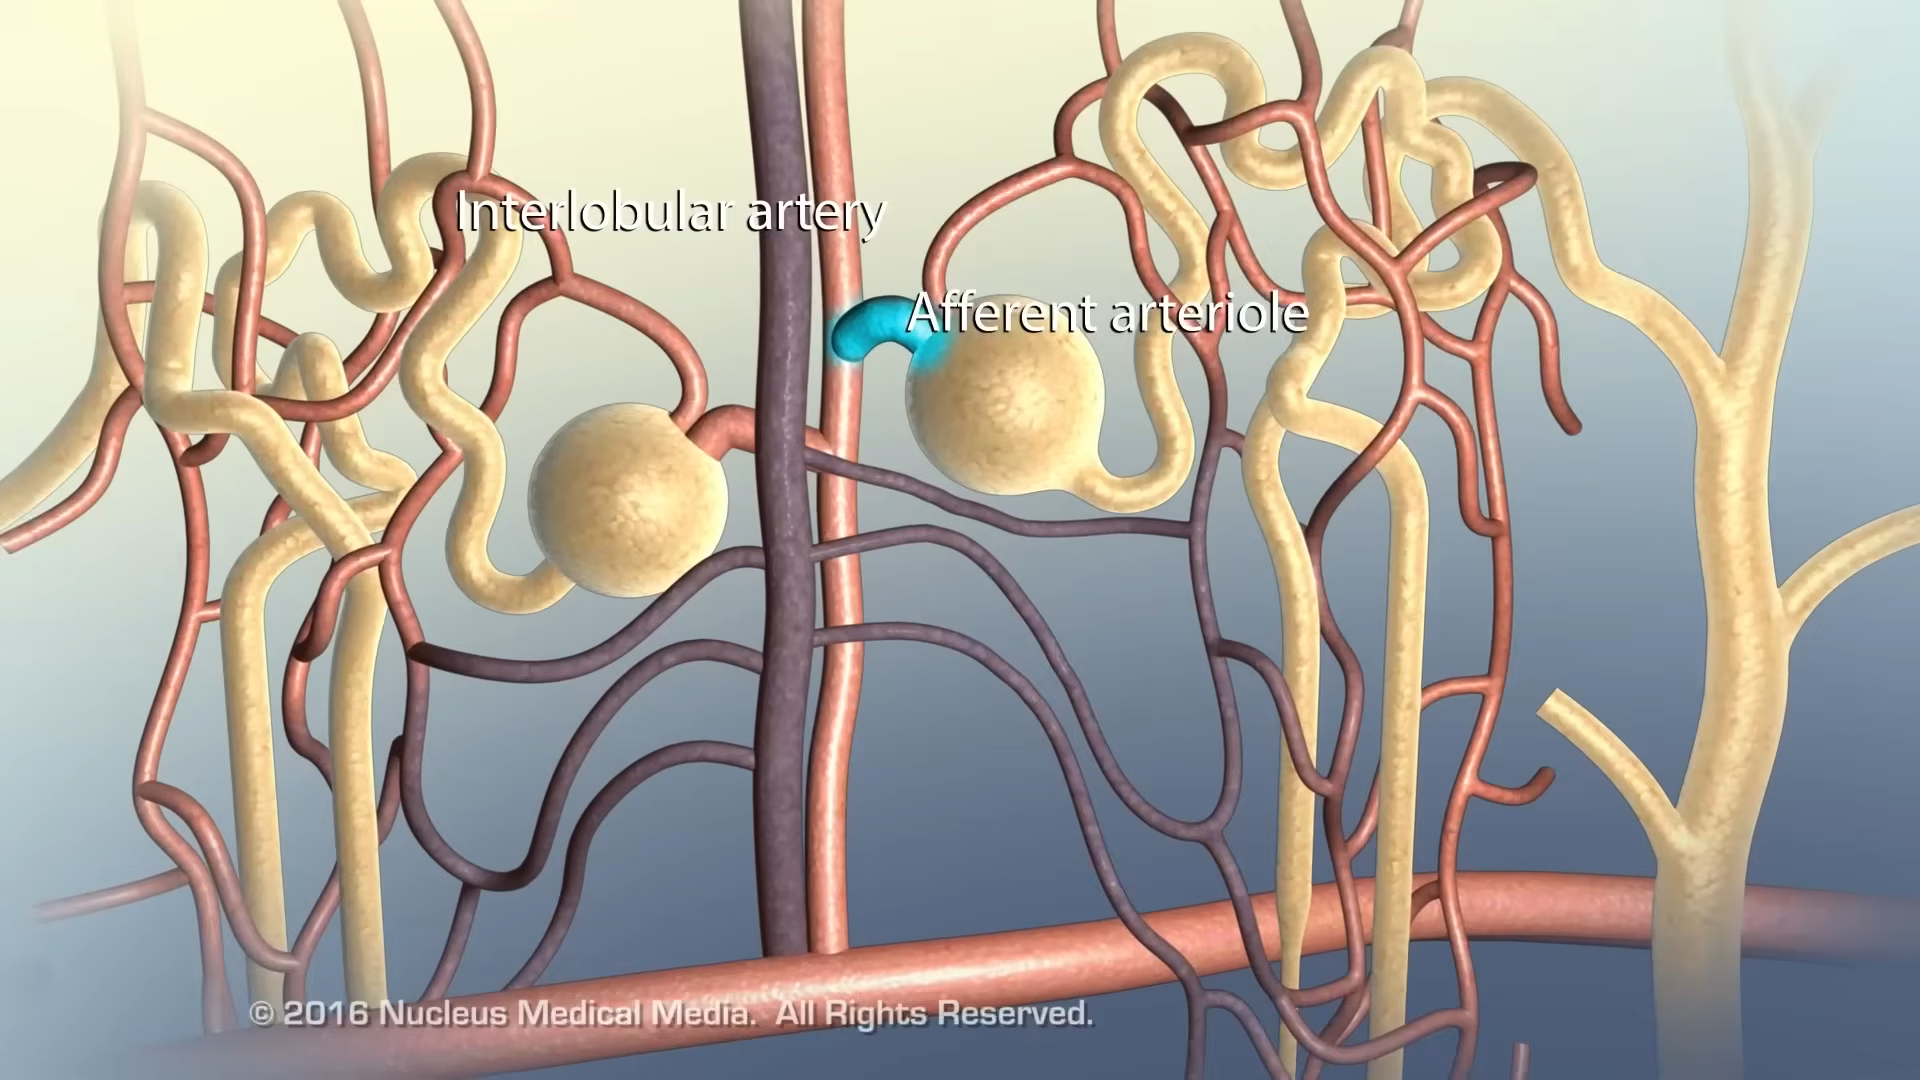 Interlobular artery
Afferent arteriole
© 2016 Nucleus Medical Media. All Rights Reserved.